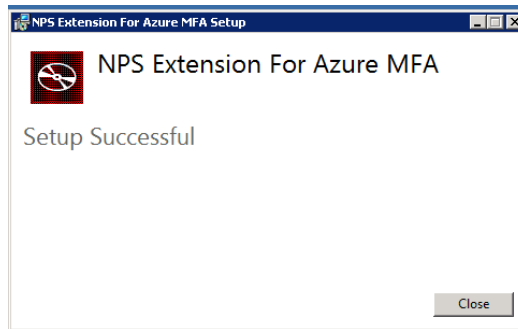 NPS Extension For Azure MFA Setup
NPS Extension For Azure MFA
Setup Successful
Close